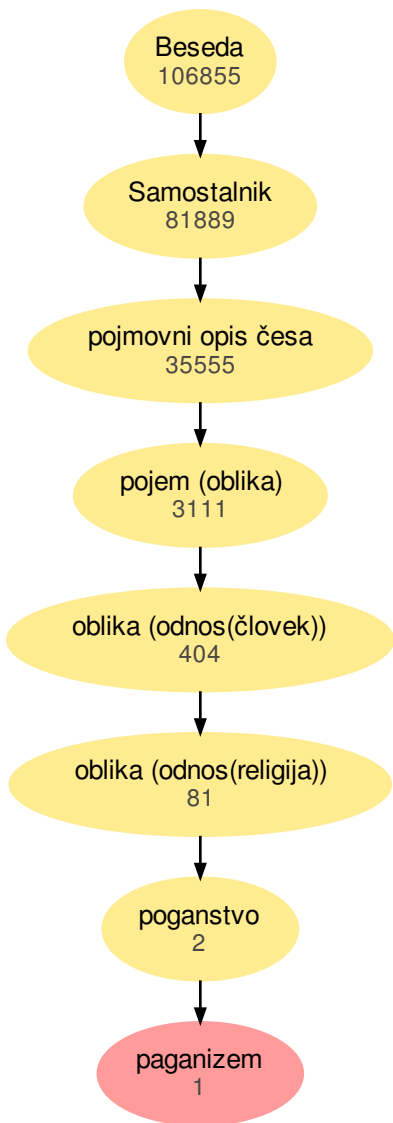 Beseda
106855
Samostalnik
81889
pojmovni opis česa
35555
pojem (oblika)
3111
oblika (odnos(človek))
404
oblika (odnos(religija))
81
poganstvo
2
paganizem
1